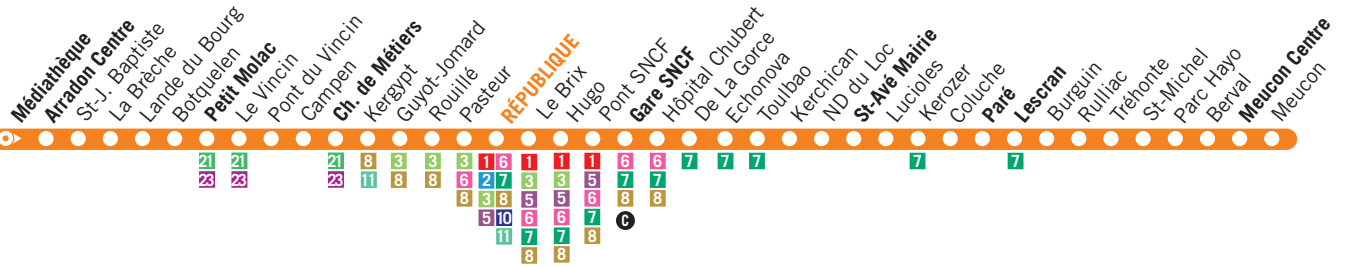 Médiathèque
Arradon Centre
St-J. Baptiste
La Brèche
Lande du Bourg
Botquelen
Petit Molac
Le Vincin
Pont du Vincin
Campen
Ch. de Métiers
Kergypt
Guyot-Jomard
Rouillé
Pasteur
RÉPUBLIQUE
Le Brix
Hugo
Pont SNCF
Gare SNCF
Hôpital Chubert
De La Gorce
Echonova
Toulbao
Kerchican
ND du Loc
St-Avé Mairie
Lucioles
Kerozer
Coluche
Paré
Lescran
Burguin
Rulliac
Tréhonte
St-Michel
Parc Hayo
Berval
Meucon Centre
Meucon
21 21 21 8 3 3 3 1 6 1 1 1 6 6 7 7 7 7 7
23 23 23 11 8 8 6 2 7 3 3 5 7 7
8 3 8 5 5 6 8 8
5 10 6 6 7 C
11 7 7 8
8 8